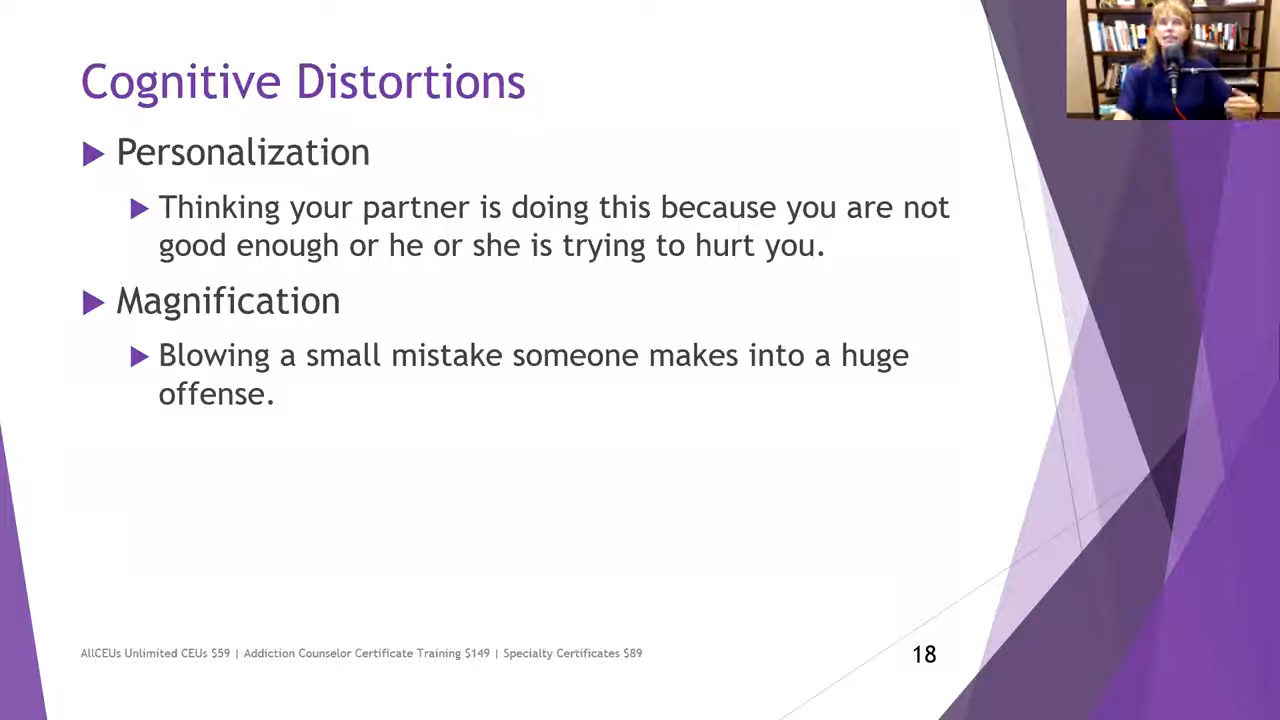 Cognitive Distortions
Personalization
Thinking your partner is doing this because you are not
good enough or he or she is trying to hurt you.
Magnification
Blowing a small mistake someone makes into a huge
offense.
AllCEUs Unlimited CEUs $59 | Addiction Counselor Certificate Training $149 | Specialty Certificates $89
18